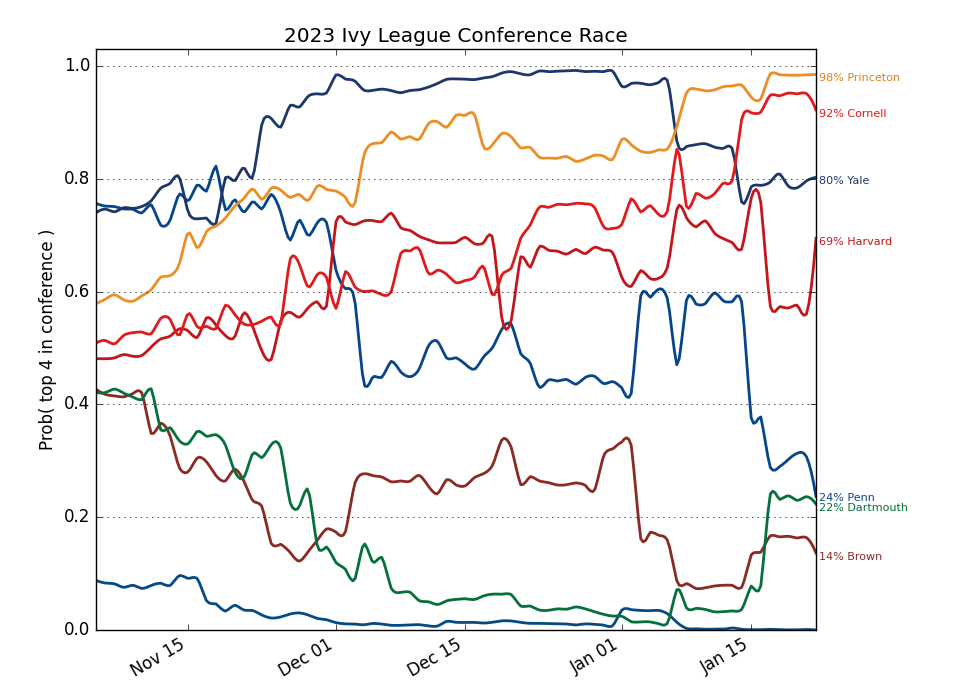 2023 Ivy League Conference Race
Prob( top 4 in conference )
1.0
0.8
0.6
0.4
0.2
0.0
Nov 15
Dec 01
Dec 15
Jan 01
Jan 15
98% Princeton
92% Cornell
80% Yale
69% Harvard
24% Penn
22% Dartmouth
14% Brown